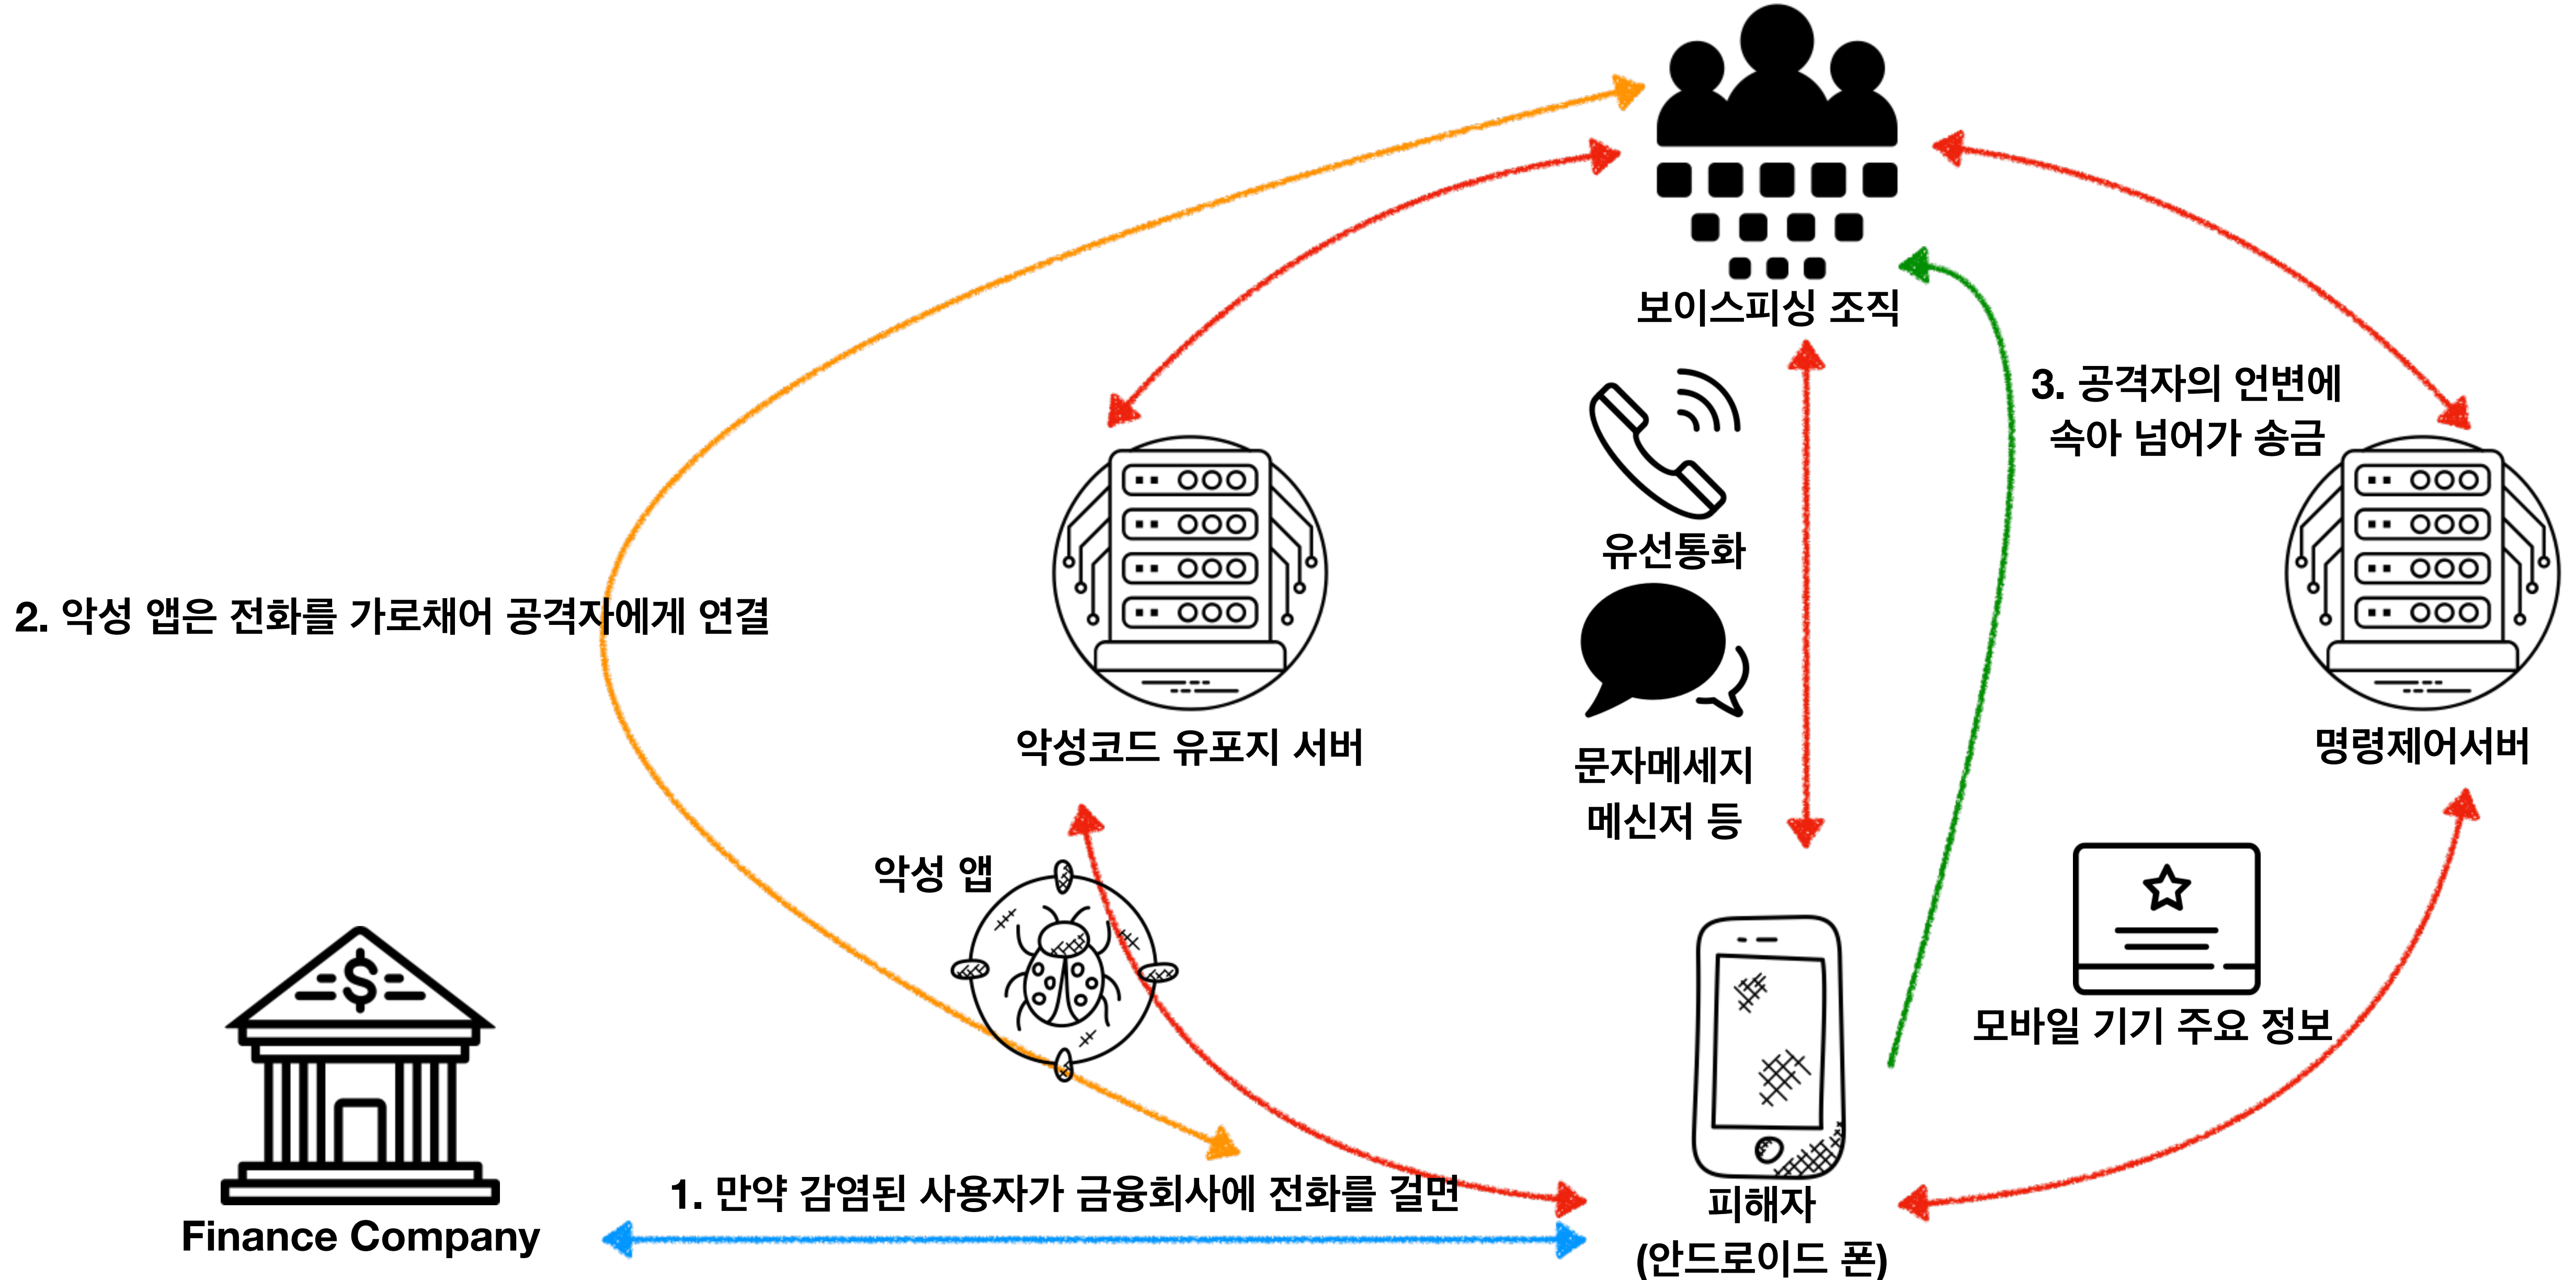 보이스피싱 조직
3. 공격자의 언변에
속아 넘어가 송금
유선통화
2. 악성 앱은 전화를 가로채어 공격자에게 연결
악성코드 유포지 서버
명령제어서버
문자메세지
메신저 등
악성 앱
모바일 기기 주요 정보
1. 만약 감염된 사용자가 금융회사에 전화를 걸면
피해자
(안드로이드 폰)
Finance Company
$